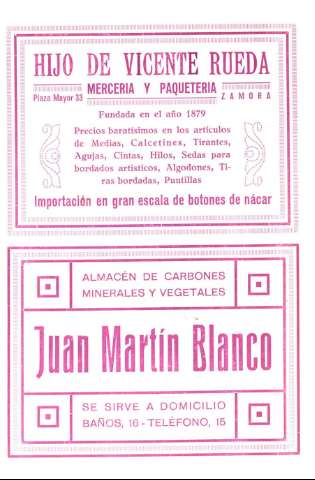 HIJO DE VICENTE RUEDA
MERCERIA Y PAQUETERIA
Plaza Mayor 33
ZAMORA
Fundada en el año 1879
Precios baratísimos en los artículos
de Medias, Calcetines, Tirantes,
Agujas, Cintas, Hilos, Sedas para
bordados artísticos, Algodones, Ti-
ras bordadas, Puntillas
Importación en gran escala de botones de nácar
ALMACÉN DE CARBONES
MINERALES Y VEGETALES
Juan Martín Blanco
SE SIRVE A DOMICILIO
BAÑOS, 16 - TELÉFONO, 15